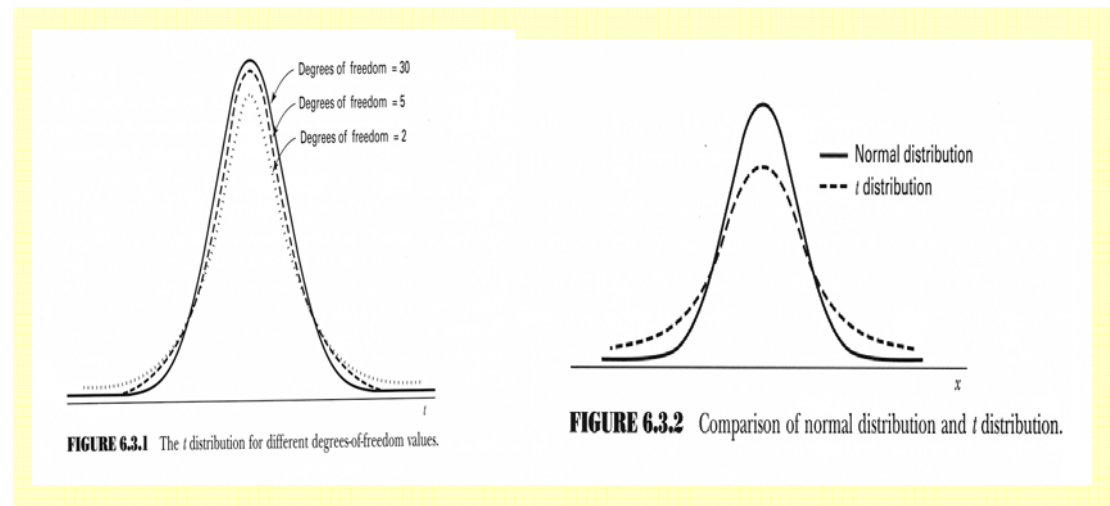 Degrees of freedom = 30
Degrees of freedom = 5
Degrees of freedom = 2
t
FIGURE 6.3.1 The t distribution for different degrees-of-freedom values.
Normal distribution
t distribution
x
FIGURE 6.3.2 Comparison of normal distribution and t distribution.